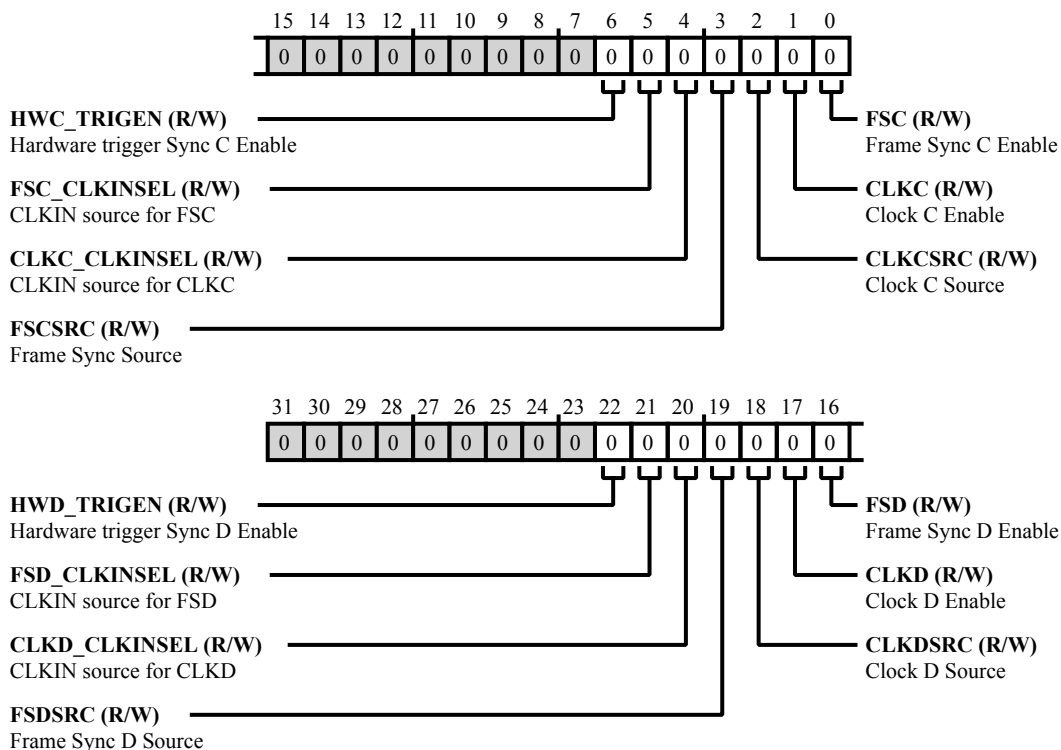 15 14 13 12 11 10 9 8 7 6 5 4 3 2 1 0
0 0 0 0 0 0 0 0 0 0 0 0 0 0 0 0
HWC_TRIGEN (R/W)
Hardware trigger Sync C Enable
FSC_CLKINSEL (R/W)
CLKIN source for FSC
CLKC_CLKINSEL (R/W)
CLKIN source for CLKC
FSCSRC (R/W)
Frame Sync Source
FSC (R/W)
Frame Sync C Enable
CLKC (R/W)
Clock C Enable
CLKCSRC (R/W)
Clock C Source
31 30 29 28 27 26 25 24 23 22 21 20 19 18 17 16
0 0 0 0 0 0 0 0 0 0 0 0 0 0 0 0
HWD_TRIGEN (R/W)
Hardware trigger Sync D Enable
FSD_CLKINSEL (R/W)
CLKIN source for FSD
CLKD_CLKINSEL (R/W)
CLKIN source for CLKD
FSDSRC (R/W)
Frame Sync D Source
FSD (R/W)
Frame Sync D Enable
CLKD (R/W)
Clock D Enable
CLKDSRC (R/W)
Clock D Source